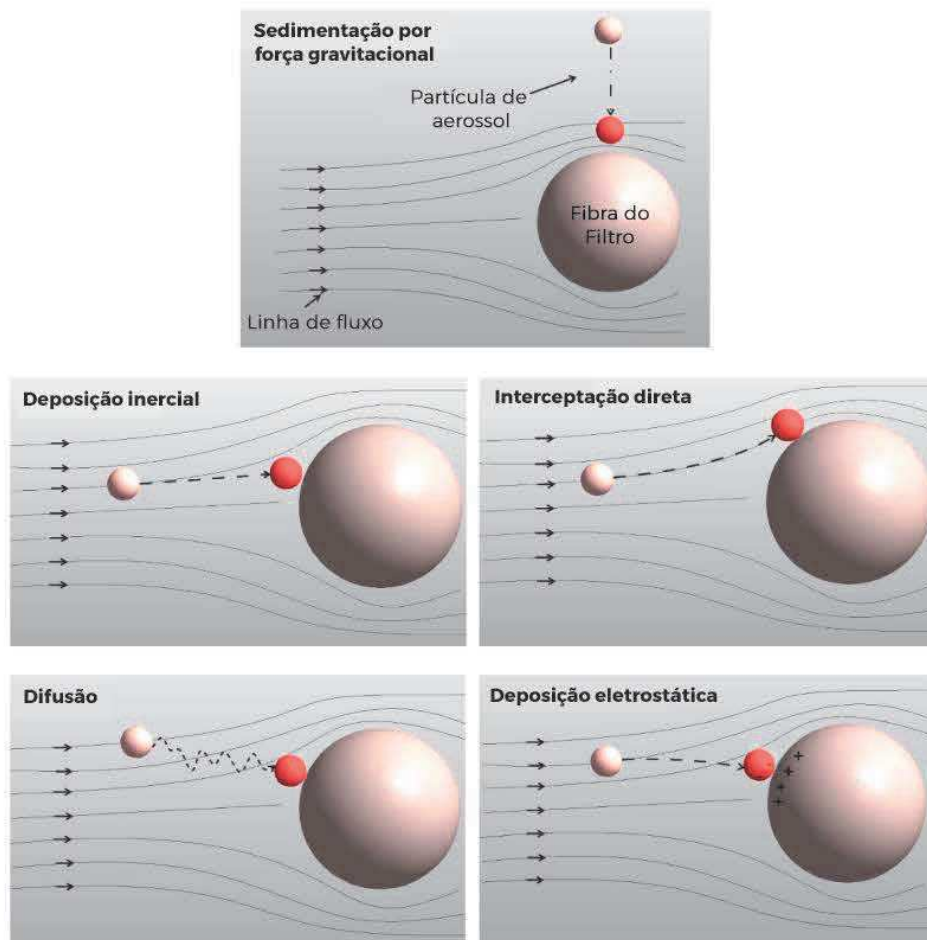 Sedimentação por
força gravitacional
Partícula de
aerossol
Fibra do
Filtro
Linha de fluxo
Deposição inercial
Interceptação direta
Difusão
Deposição eletrostática
+
+
+
+